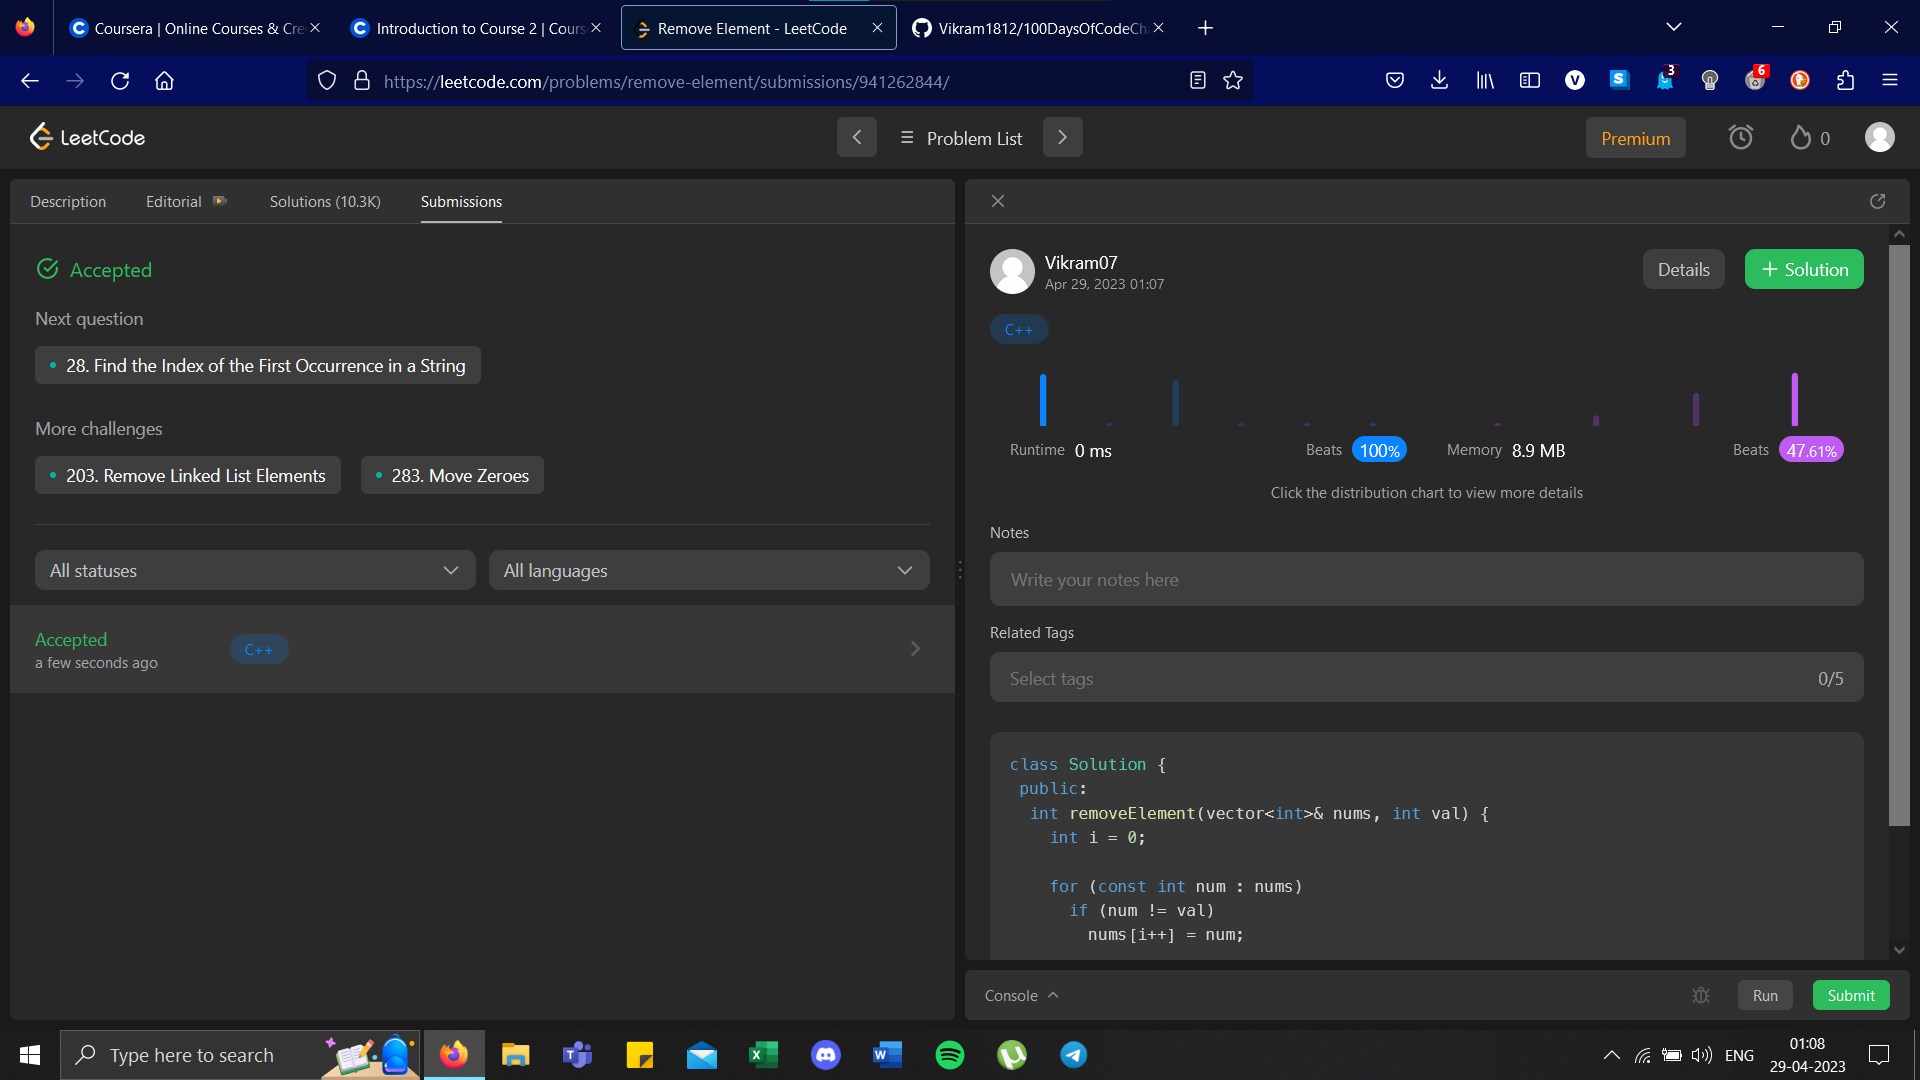 Coursera | Online Courses & Cre
Introduction to Course 2 | Cours
Remove Element - LeetCode
Vikram1812/100DaysOfCodeCh
https://leetcode.com/problems/remove-element/submissions/941262844/
V
S
3
6
LeetCode
Problem List
Premium
0
Description
Editorial
Solutions (10.3K)
Submissions
Accepted
Next question
28. Find the Index of the First Occurrence in a String
More challenges
203. Remove Linked List Elements
283. Move Zeroes
All statuses
All languages
Accepted
C++
a few seconds ago
Vikram07
Apr 29, 2023 01:07
Details
+ Solution
C++
Runtime 0 ms
Beats 100%
Memory 8.9 MB
Beats 47.61%
Click the distribution chart to view more details
Notes
Write your notes here
Related Tags
Select tags
0/5
class Solution {
public:
int removeElement(vector<int>& nums, int val) {
int i = 0;
for (const int num : nums)
if (num != val)
nums[i++] = num;
Console
Run
Submit
Type here to search
ENG
01:08
29-04-2023